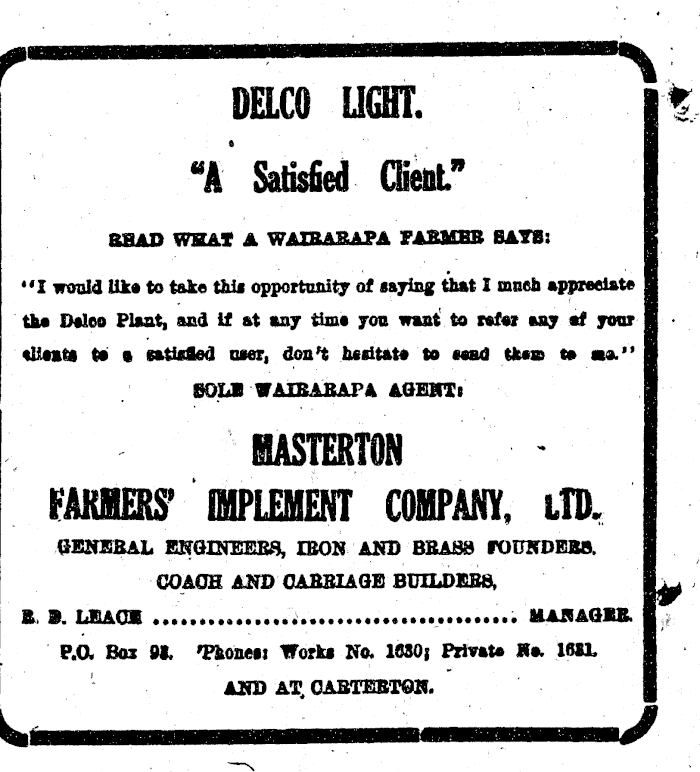 DELCO LIGHT.
"A Satisfied Client."
READ WHAT A WAIRARAPA FARMER SAYS:
"I would like to take this opportunity of saying that I much appreciate
the Delco Plant, and if at any time you want to refer any of your
clients to a satisfied user, don't hesitate to send them to me."
SOLE WAIRARAPA AGENT:
MASTERTON
FARMERS' IMPLEMENT COMPANY, LTD.
GENERAL ENGINEERS, IRON AND BRASS FOUNDERS.
COACH AND CARRIAGE BUILDERS,
LEACH ........................................ MANAGER.
P.O. Box 'Phones: Works No. 1630; Private No. 1631.
AND AT CARTERTON.